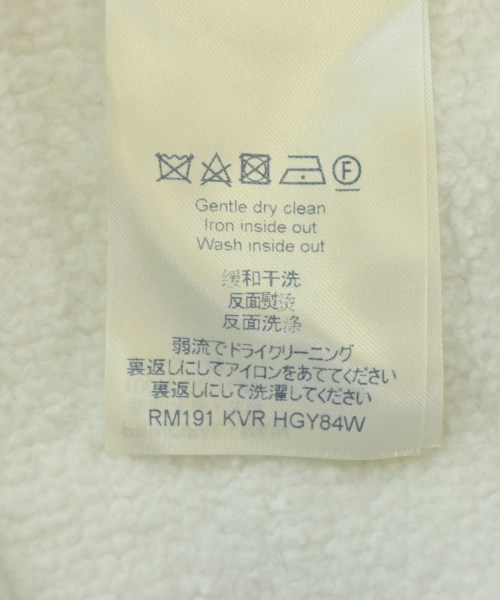 F
Gentle dry clean
Iron inside out
Wash inside out
缓和干洗
反面熨烫
反面洗涤
弱流でドライクリーニング
裏返しにしてアイロンをあててください
裏返しにして洗濯してください
RM191 KVR HGY84W